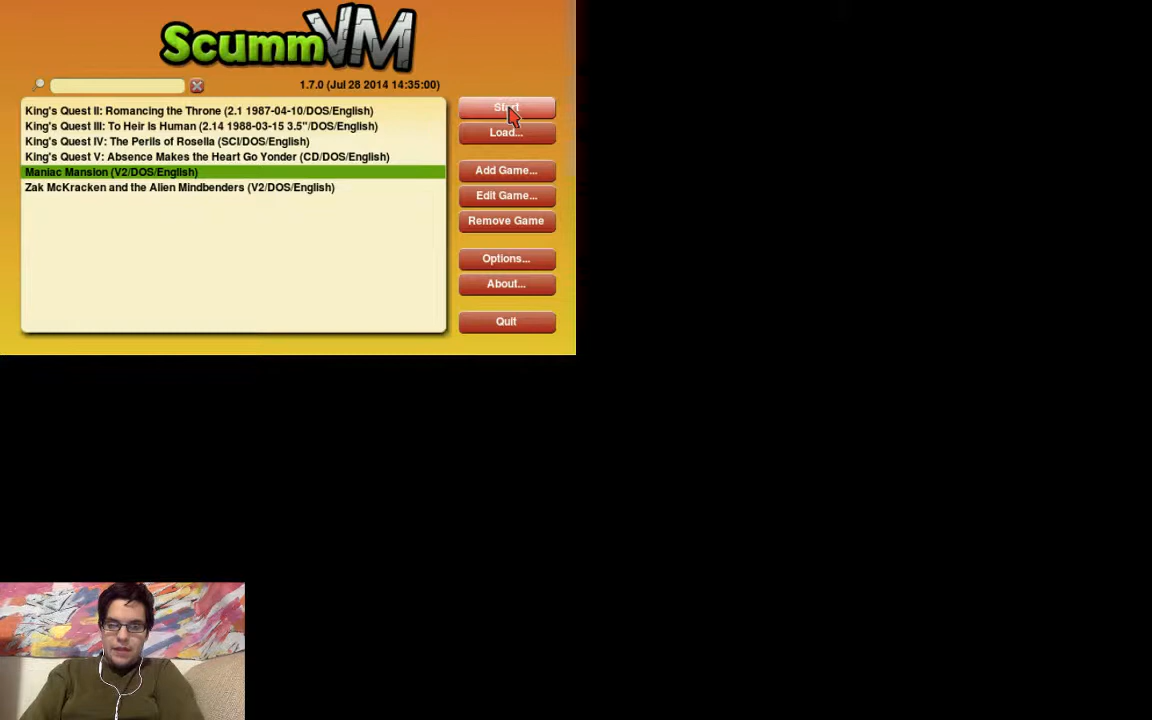 ScummVM
1.7.0 (Jul 28 2014 14:35:00)
King's Quest II: Romancing the Throne (2.1 1987-04-10/DOS/English)
King's Quest III: To Heir Is Human (2.14 1988-03-15 3.5"/DOS/English)
King's Quest IV: The Perils of Rosella (SCI/DOS/English)
King's Quest V: Absence Makes the Heart Go Yonder (CD/DOS/English)
Maniac Mansion (V2/DOS/English)
Zak McKracken and the Alien Mindbenders (V2/DOS/English)
Start
Load...
Add Game...
Edit Game...
Remove Game
Options...
About...
Quit